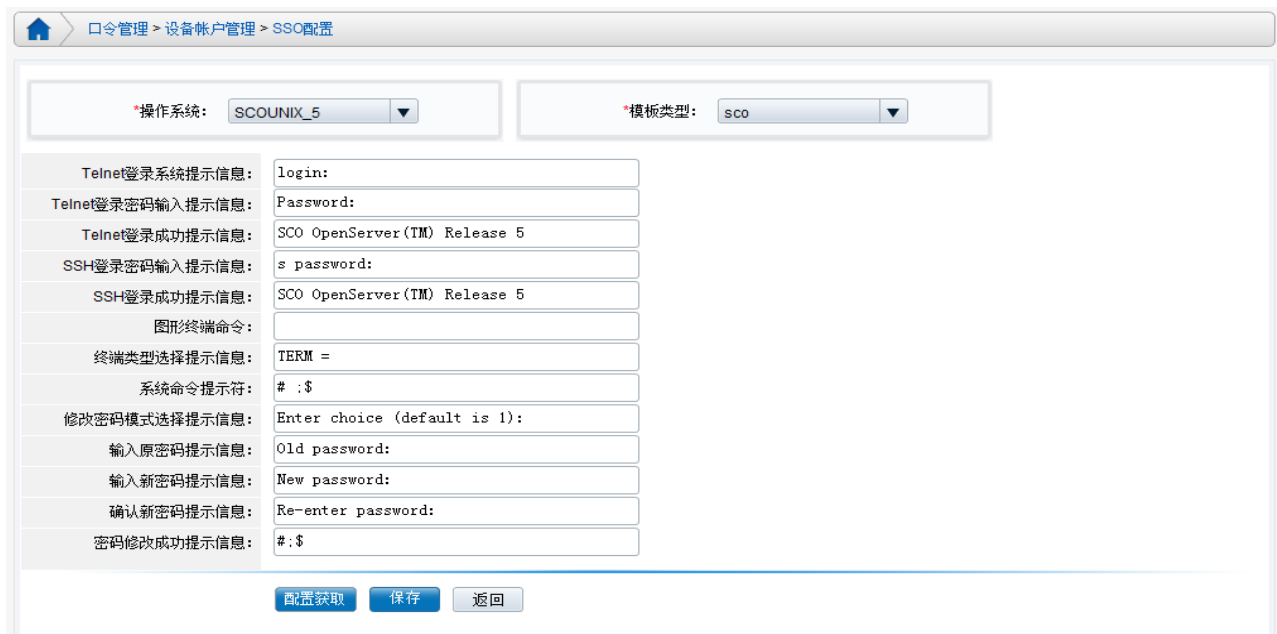 口令管理 > 设备帐户管理 > SSO配置
*操作系统： SCOUNIX_5 *模板类型： sco
Telnet登录系统提示信息： login:
Telnet登录密码输入提示信息： Password:
Telnet登录成功提示信息： SCO OpenServer(TM) Release 5
SSH登录密码输入提示信息： s password:
SSH登录成功提示信息： SCO OpenServer(TM) Release 5
图形终端命令：
终端类型选择提示信息： TERM =
系统命令提示符： # ;$
修改密码模式选择提示信息： Enter choice (default is 1):
输入原密码提示信息： Old password:
输入新密码提示信息： New password:
确认新密码提示信息： Re-enter password:
密码修改成功提示信息： #;$
配置获取 保存 返回